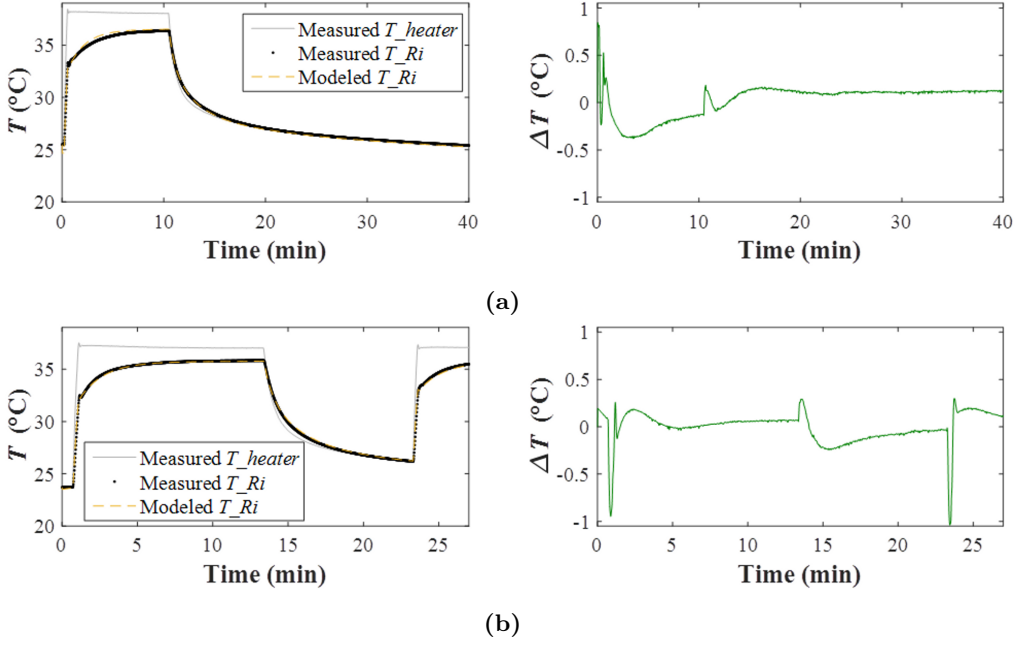 35
30
25
20
0
10
20
30
40
T (°C)
Time (min)
Measured T_heater
Measured T_Ri
Modeled T_Ri
1
0.5
0
-0.5
-1
0
10
20
30
40
ΔT (°C)
Time (min)
(a)
35
30
25
20
0
5
10
15
20
25
T (°C)
Time (min)
Measured T_heater
Measured T_Ri
Modeled T_Ri
1
0.5
0
-0.5
-1
0
5
10
15
20
25
ΔT (°C)
Time (min)
(b)